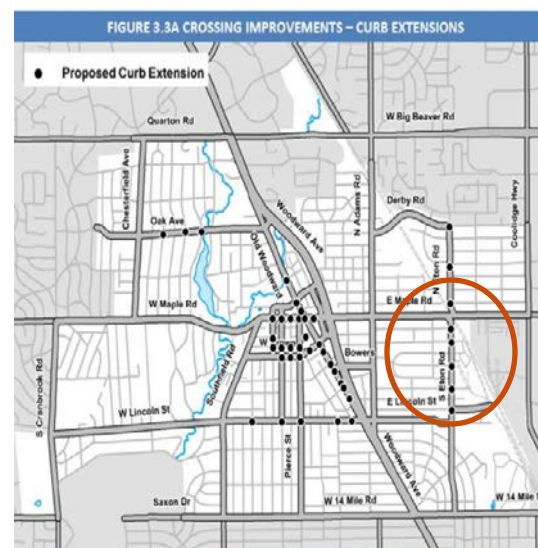 FIGURE 3.3A CROSSING IMPROVEMENTS – CURB EXTENSIONS
Proposed Curb Extension
Quarton Rd
W Big Beaver Rd
Chesterfield Ave
N Adams Rd
Coolidge Hwy
Woodward Ave
Derby Rd
Oak Ave
Old Woodward
W Maple Rd
E Maple Rd
Bowers
S Eton Rd
Southfield Rd
S Cranbrook Rd
W Lincoln St
E Lincoln St
Pierce St
Woodward Ave
Saxon Dr
W 14 Mile Rd
W 14 Mile